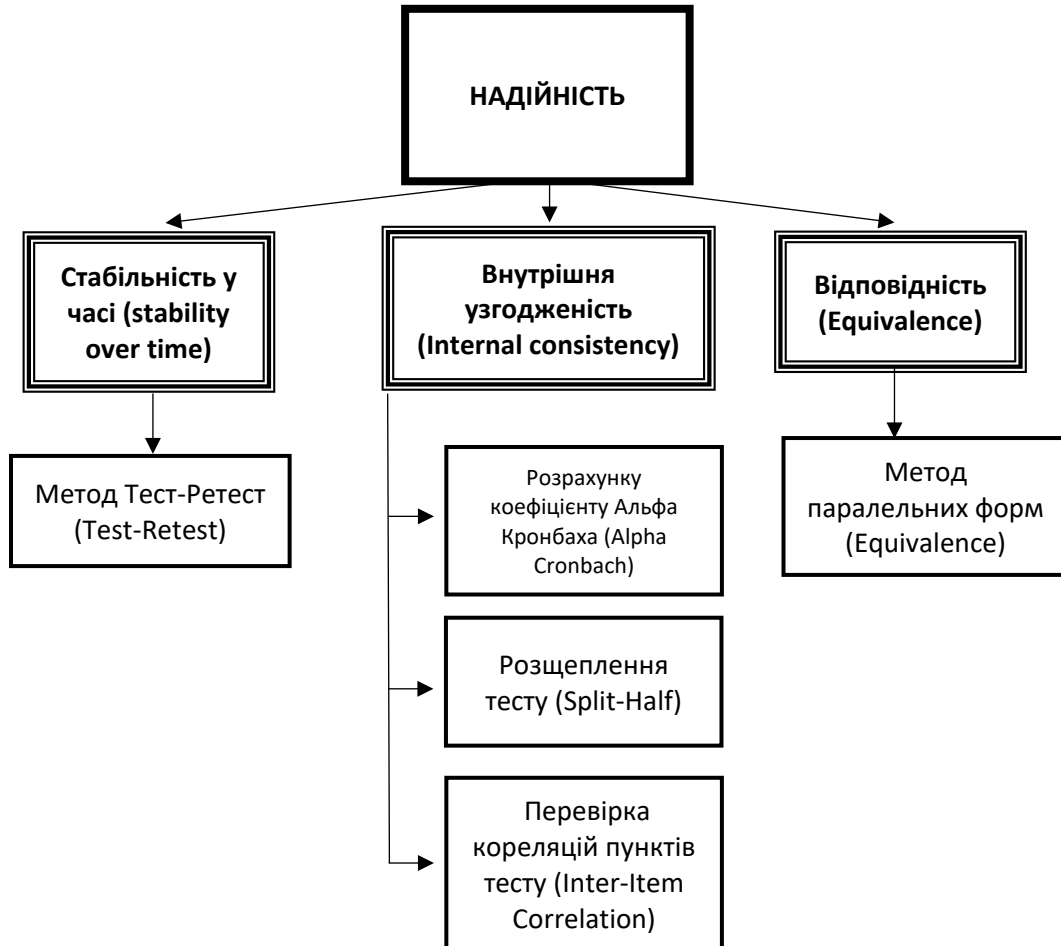 НАДІЙНІСТЬ
Стабільність у
часі (stability
over time)
Внутрішня
узгодженість
(Internal consistency)
Відповідність
(Equivalence)
Метод Тест-Ретест
(Test-Retest)
Розрахунку
коефіцієнту Альфа
Кронбаха (Alpha
Cronbach)
Розщеплення
тесту (Split-Half)
Перевірка
кореляцій пунктів
тесту (Inter-Item
Correlation)
Метод
паралельних форм
(Equivalence)